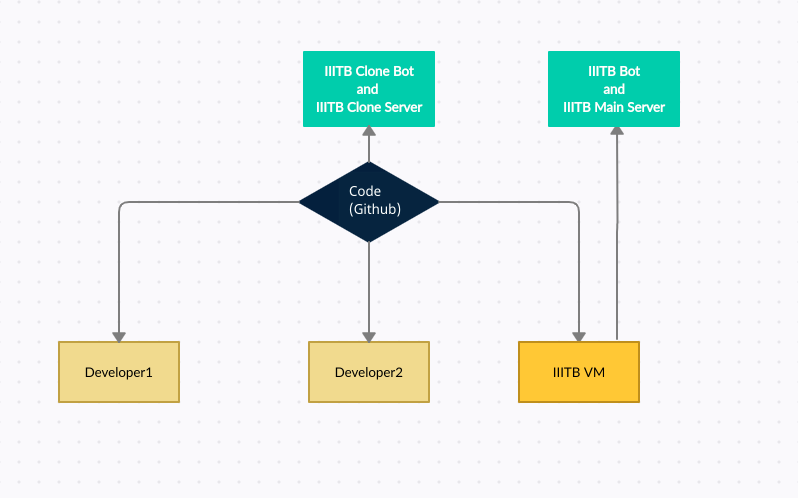 IIITB Clone Bot
and
IIITB Clone Server
IIITB Bot
and
IIITB Main Server
Code
(Github)
Developer1
Developer2
IIITB VM